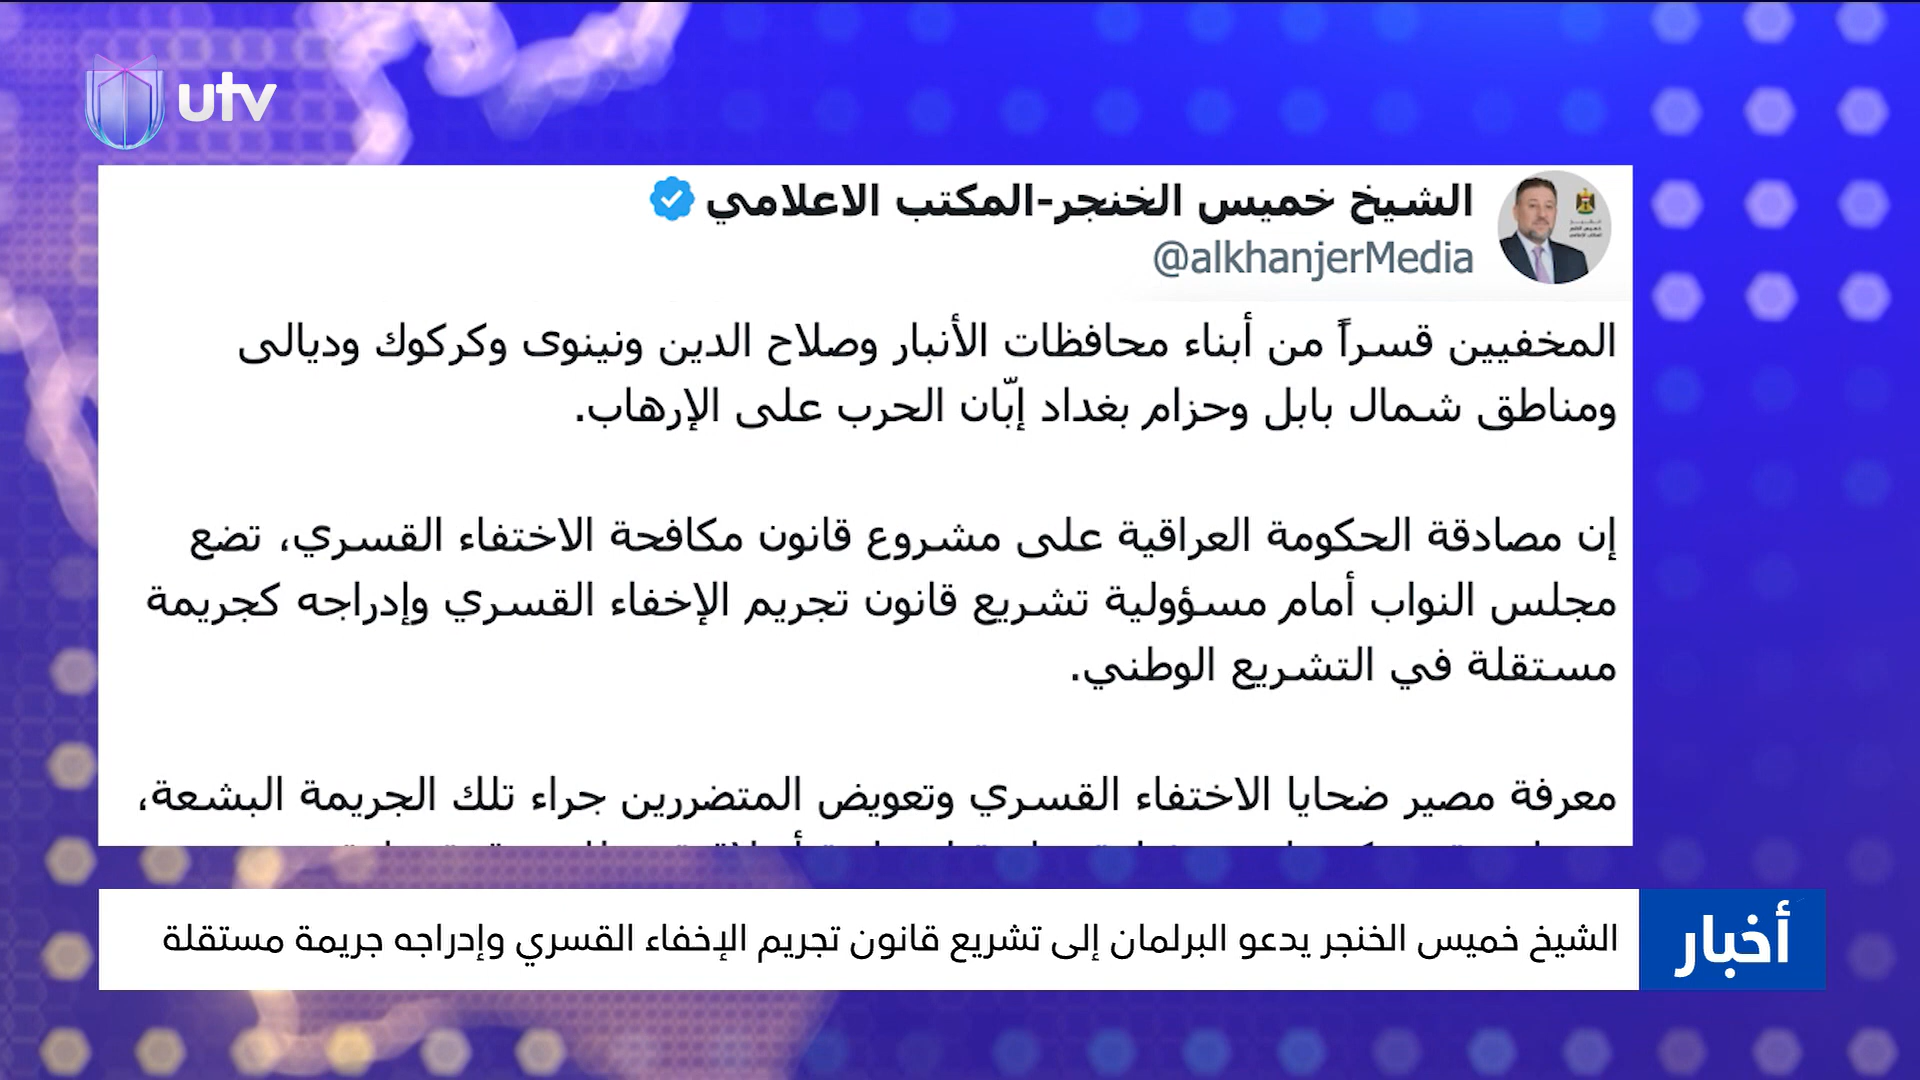 utv
الشيخ خميس الخنجر-المكتب الاعلامي
@alkhanjerMedia
المخفيين قسراً من أبناء محافظات الأنبار وصلاح الدين ونينوى وكركوك وديالى
ومناطق شمال بابل وحزام بغداد إبّان الحرب على الإرهاب.
إن مصادقة الحكومة العراقية على مشروع قانون مكافحة الاختفاء القسري، تضع
مجلس النواب أمام مسؤولية تشريع قانون تجريم الإخفاء القسري وإدراجه كجريمة
مستقلة في التشريع الوطني.
معرفة مصير ضحايا الاختفاء القسري وتعويض المتضررين جراء تلك الجريمة البشعة،
أخبار
الشيخ خميس الخنجر يدعو البرلمان إلى تشريع قانون تجريم الإخفاء القسري وإدراجه جريمة مستقلة